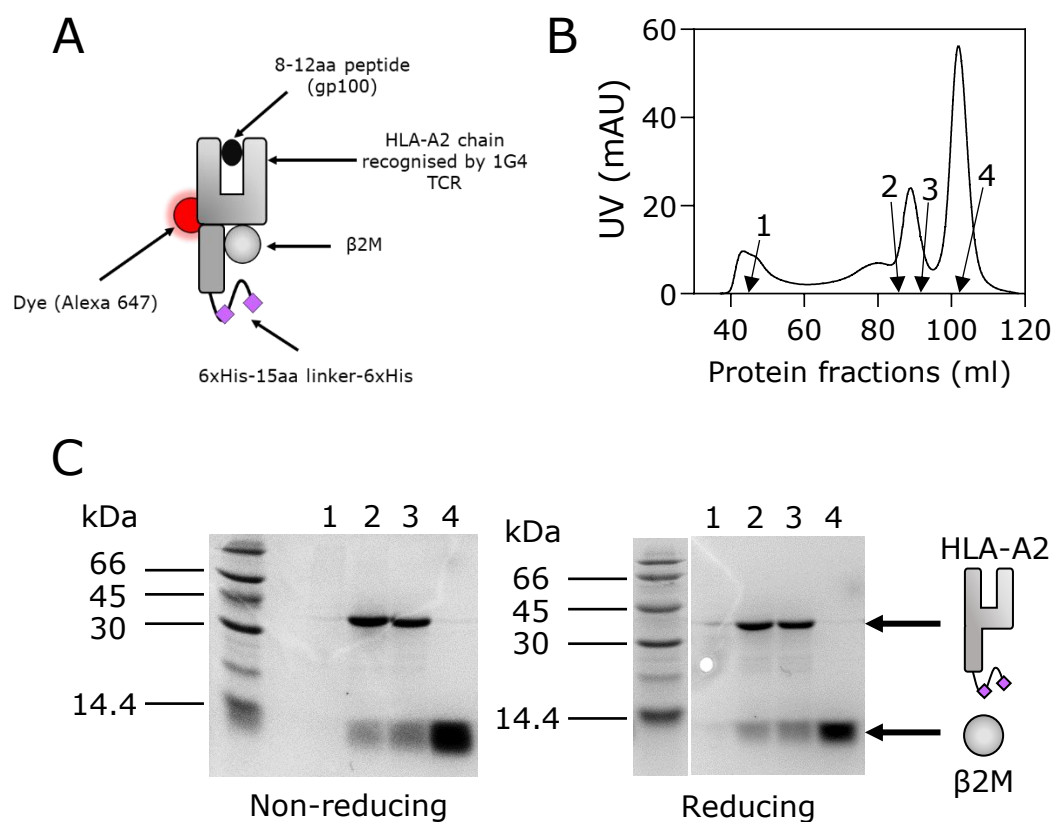 A
8-12aa peptide
(gp100)
HLA-A2 chain
recognised by 1G4
TCR
β2M
Dye (Alexa 647)
6xHis-15aa linker-6xHis
B
UV (mAU)
60
40
20
0
1
2
3
4
40
60
80
100
120
Protein fractions (ml)
C
kDa
1 2 3 4
66
45
30
14.4
Non-reducing
kDa
1 2 3 4
66
45
30
14.4
Reducing
HLA-A2
β2M